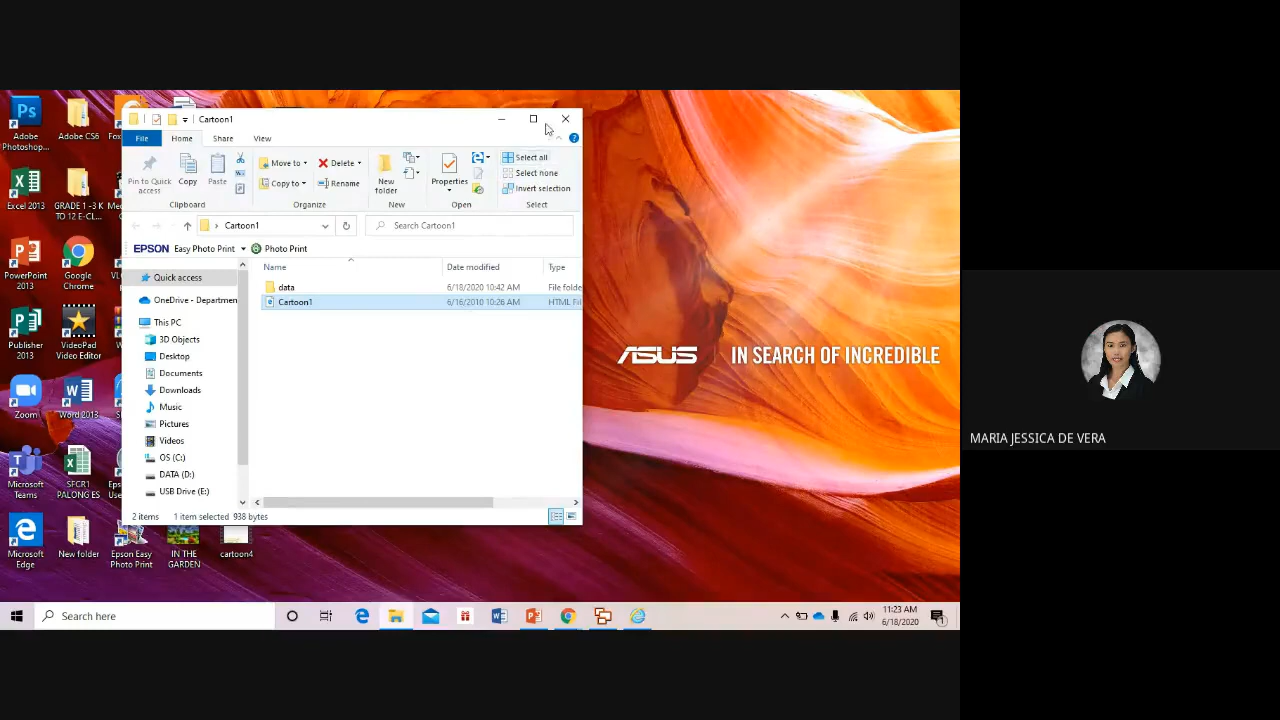 Adobe Photoshop...
Adobe CS6
Excel 2013
GRADE 1 -3 K TO 12 E-CL...
PowerPoint 2013
Google Chrome
Publisher 2013
VideoPad Video Editor
Zoom
Word 2013
Microsoft Teams
SFCR1 PALONG ES
Microsoft Edge
New folder
Epson Easy Photo Print
IN THE GARDEN
cartoon4
Cartoon1
File Home Share View
Pin to Quick access
Copy
Paste
Clipboard
Move to
Copy to
Delete
Rename
Organize
New folder
New
Properties
Open
Select all
Select none
Invert selection
Select
Cartoon1
Search Cartoon1
EPSON Easy Photo Print Photo Print
Name Date modified Type
data 6/18/2020 10:42 AM File folde
Cartoon1 6/16/2010 10:26 AM HTML Fil
Quick access
OneDrive - Departmen
This PC
3D Objects
Desktop
Documents
Downloads
Music
Pictures
Videos
OS (C:)
DATA (D:)
USB Drive (E:)
2 items 1 item selected 938 bytes
ASUS IN SEARCH OF INCREDIBLE
MARIA JESSICA DE VERA
Search here
11:23 AM
6/18/2020